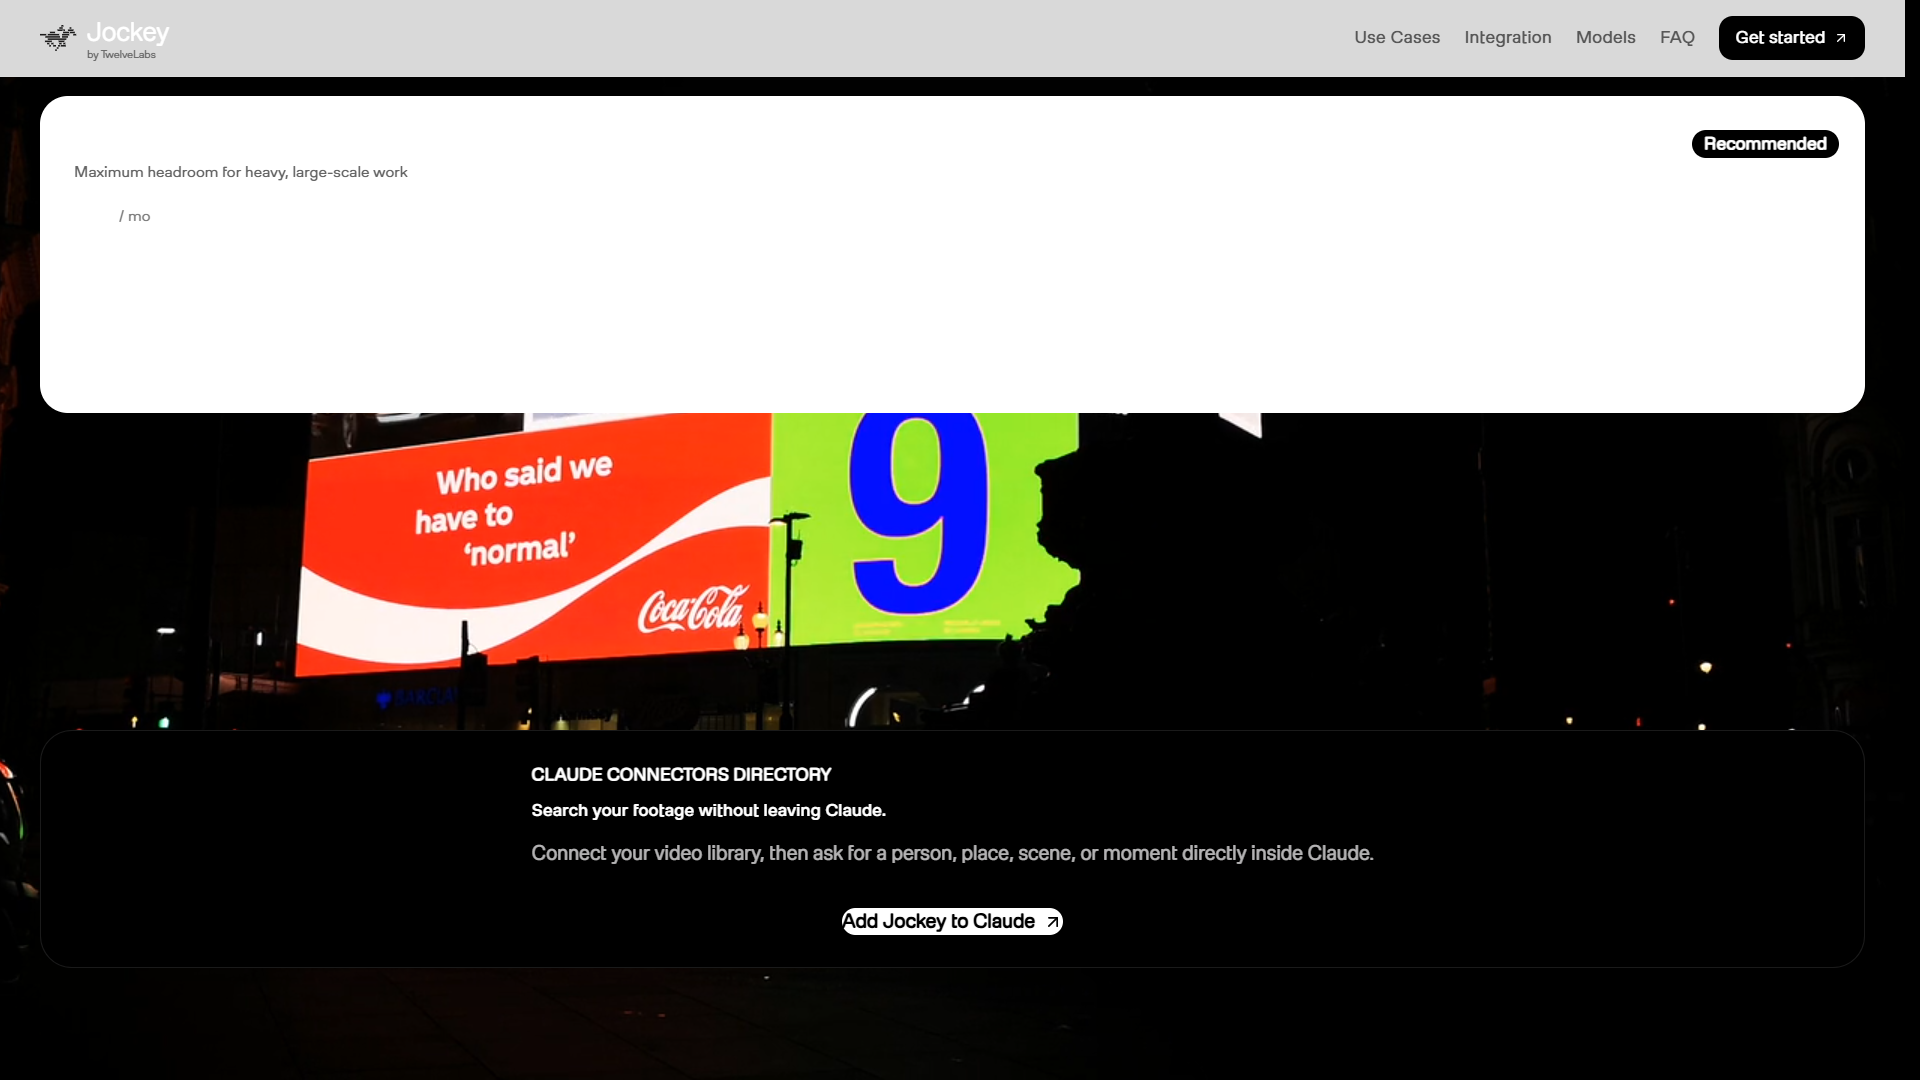 Jockey
by TwelveLabs
Use Cases
Integration
Models
FAQ
Get started
Recommended
Maximum headroom for heavy, large-scale work
/ mo
Who said we
have to
‘normal’
Coca-Cola
9
CLAUDE CONNECTORS DIRECTORY
Search your footage without leaving Claude.
Connect your video library, then ask for a person, place, scene, or moment directly inside Claude.
Add Jockey to Claude